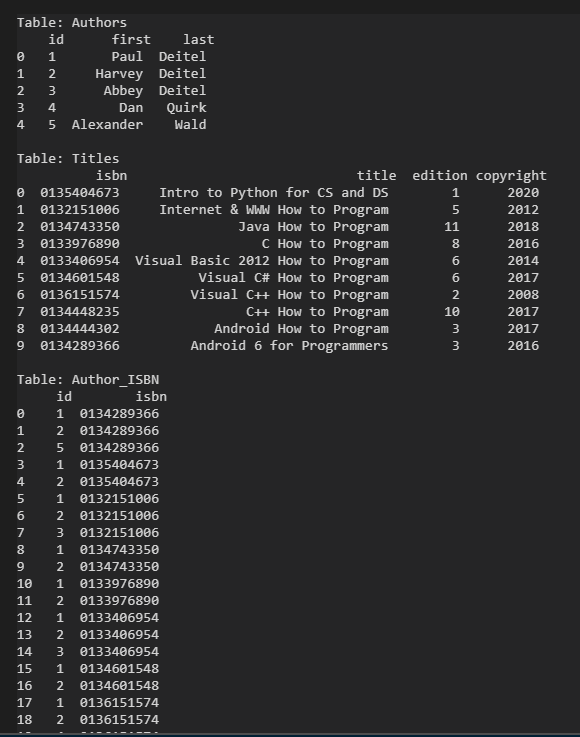 Table: Authors
id first last
0 1 Paul Deitel
1 2 Harvey Deitel
2 3 Abbey Deitel
3 4 Dan Quirk
4 5 Alexander Wald
Table: Titles
isbn title edition copyright
0 0135404673 Intro to Python for CS and DS 1 2020
1 0132151006 Internet & WWW How to Program 5 2012
2 0134743350 Java How to Program 11 2018
3 0133976890 C How to Program 8 2016
4 0133406954 Visual Basic 2012 How to Program 6 2014
5 0134601548 Visual C# How to Program 6 2017
6 0136151574 Visual C++ How to Program 2 2008
7 0134448235 C++ How to Program 10 2017
8 0134444302 Android How to Program 3 2017
9 0134289366 Android 6 for Programmers 3 2016
Table: Author_ISBN
id isbn
0 1 0134289366
1 2 0134289366
2 5 0134289366
3 1 0135404673
4 2 0135404673
5 1 0132151006
6 2 0132151006
7 3 0132151006
8 1 0134743350
9 2 0134743350
10 1 0133976890
11 2 0133976890
12 1 0133406954
13 2 0133406954
14 3 0133406954
15 1 0134601548
16 2 0134601548
17 1 0136151574
18 2 0136151574